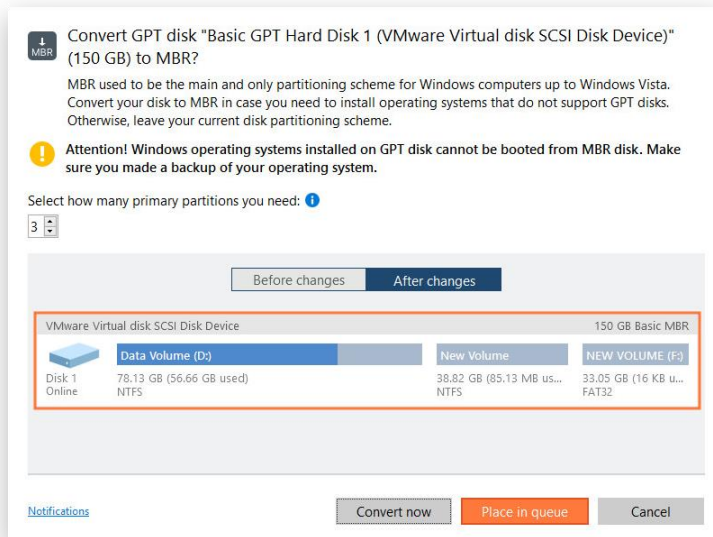 Convert GPT disk "Basic GPT Hard Disk 1 (VMware Virtual disk SCSI Disk Device)"
(150 GB) to MBR?
MBR
MBR used to be the main and only partitioning scheme for Windows computers up to Windows Vista.
Convert your disk to MBR in case you need to install operating systems that do not support GPT disks.
Otherwise, leave your current disk partitioning scheme.
Attention! Windows operating systems installed on GPT disk cannot be booted from MBR disk. Make
sure you made a backup of your operating system.
Select how many primary partitions you need:
3
Before changes After changes
VMware Virtual disk SCSI Disk Device 150 GB Basic MBR
Data Volume (D:) New Volume NEW VOLUME (F:)
Disk 1 78.13 GB (56.66 GB used) 38.82 GB (85.13 MB us... 33.05 GB (16 KB u...
Online NTFS NTFS FAT32
Notifications Convert now Place in queue Cancel